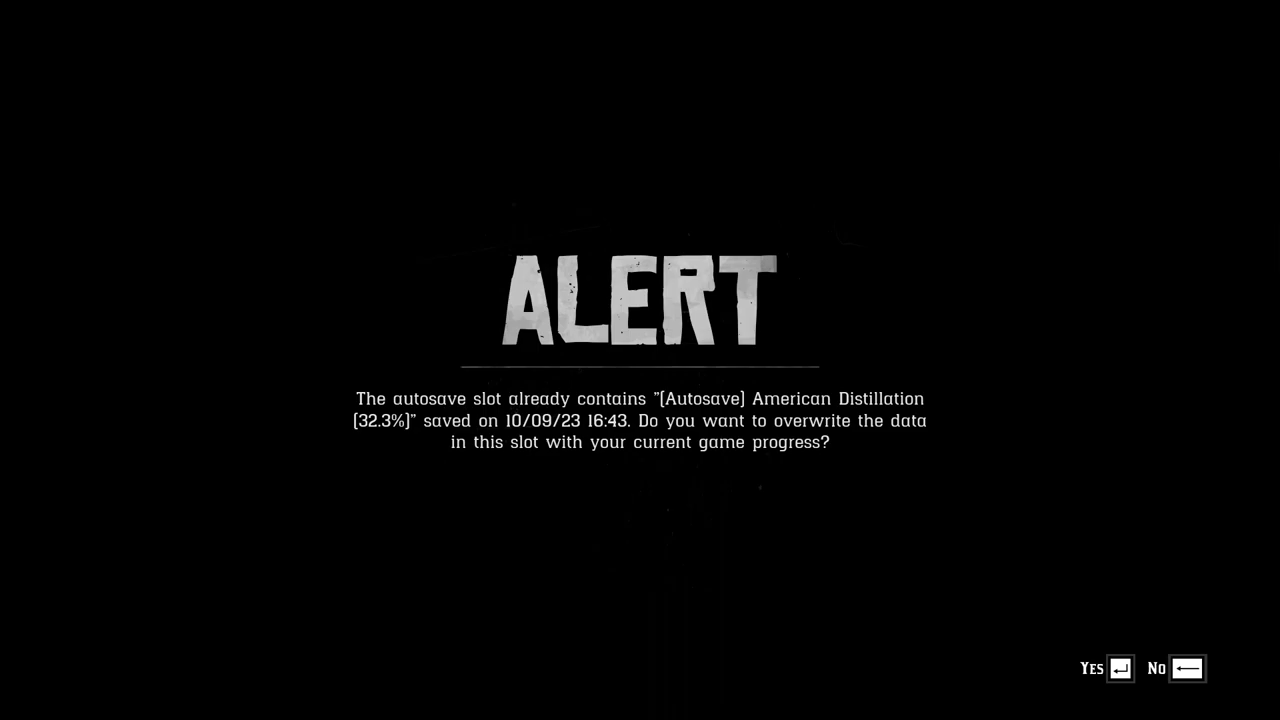 ALERT
The autosave slot already contains "(Autosave) American Distillation
(32.3%)" saved on 10/09/23 16:43. Do you want to overwrite the data
in this slot with your current game progress?
Yes No